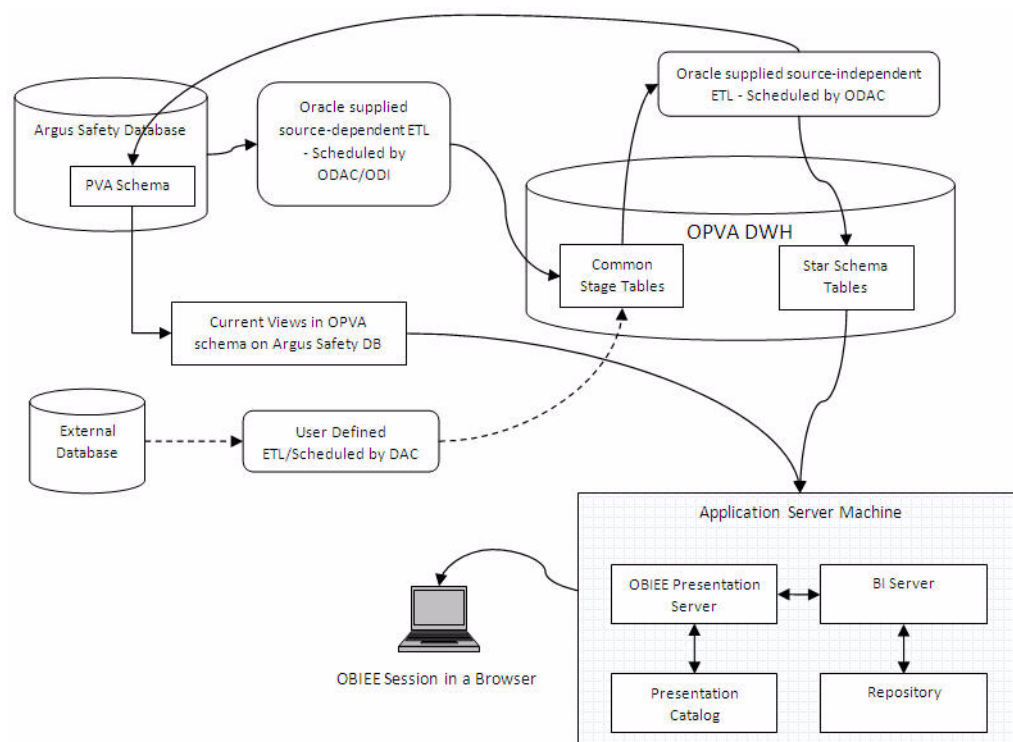 Argus Safety Database
PVA Schema
Oracle supplied
source-dependent ETL
- Scheduled by
ODAC/ODI
Oracle supplied source-independent
ETL - Scheduled by ODAC
OPVA DWH
Common
Stage Tables
Star Schema
Tables
Current Views in OPVA
schema on Argus Safety DB
External
Database
User Defined
ETL/Scheduled by DAC
Application Server Machine
OBIEE Presentation
Server
BI Server
Presentation
Catalog
Repository
OBIEE Session in a Browser